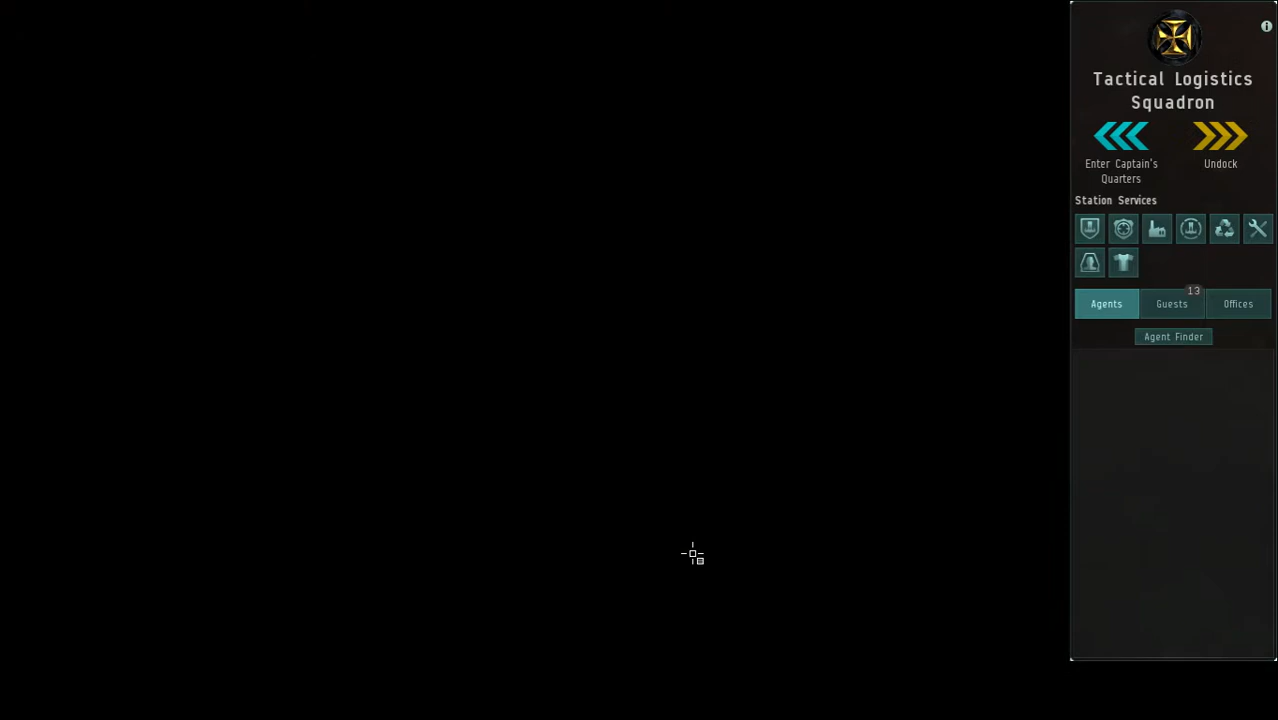 Tactical Logistics
Squadron
Enter Captain's
Quarters
Undock
Station Services
13
Agents
Guests
Offices
Agent Finder